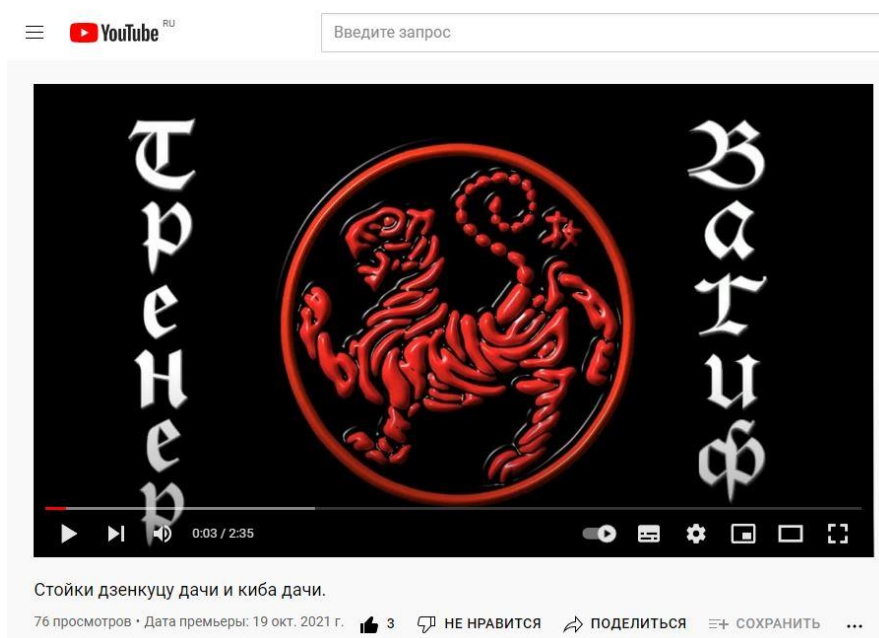 YouTube RU
Введите запрос
Тренер
Вагиф
技
0:03 / 2:35
Стойки дзенкуцу дачи и киба дачи.
76 просмотров • Дата премьеры: 19 окт. 2021 г. 3 НЕ НРАВИТСЯ ПОДЕЛИТЬСЯ СОХРАНИТЬ